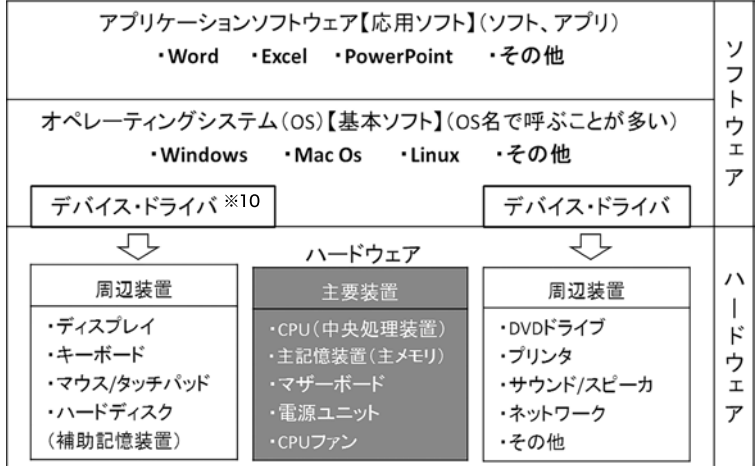 アプリケーションソフトウェア【応用ソフト】(ソフト、アプリ)
・Word ・Excel ・PowerPoint ・その他
オペレーティングシステム(OS)【基本ソフト】(OS名で呼ぶことが多い)
・Windows ・Mac Os ・Linux ・その他
デバイス・ドライバ ※10
デバイス・ドライバ
ソフトウェア
ハードウェア
周辺装置
・ディスプレイ
・キーボード
・マウス/タッチパッド
・ハードディスク
(補助記憶装置)
主要装置
・CPU(中央処理装置)
・主記憶装置(主メモリ)
・マザーボード
・電源ユニット
・CPUファン
周辺装置
・DVDドライブ
・プリンタ
・サウンド/スピーカ
・ネットワーク
・その他
ハードウェア